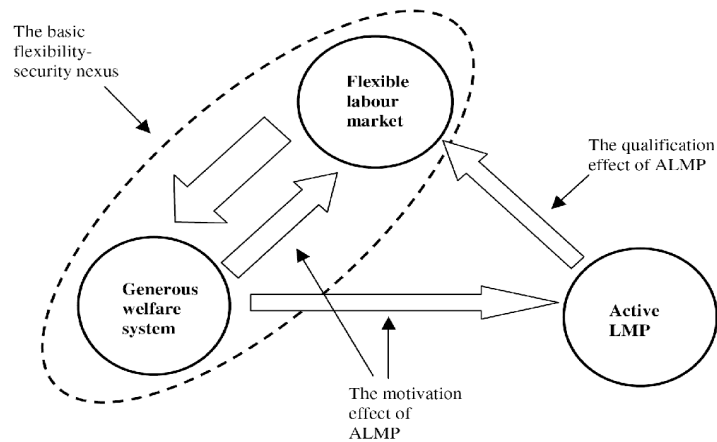 The basic
flexibility-
security nexus
Flexible
labour
market
The qualification
effect of ALMP
Generous
welfare
system
Active
LMP
The motivation
effect of
ALMP